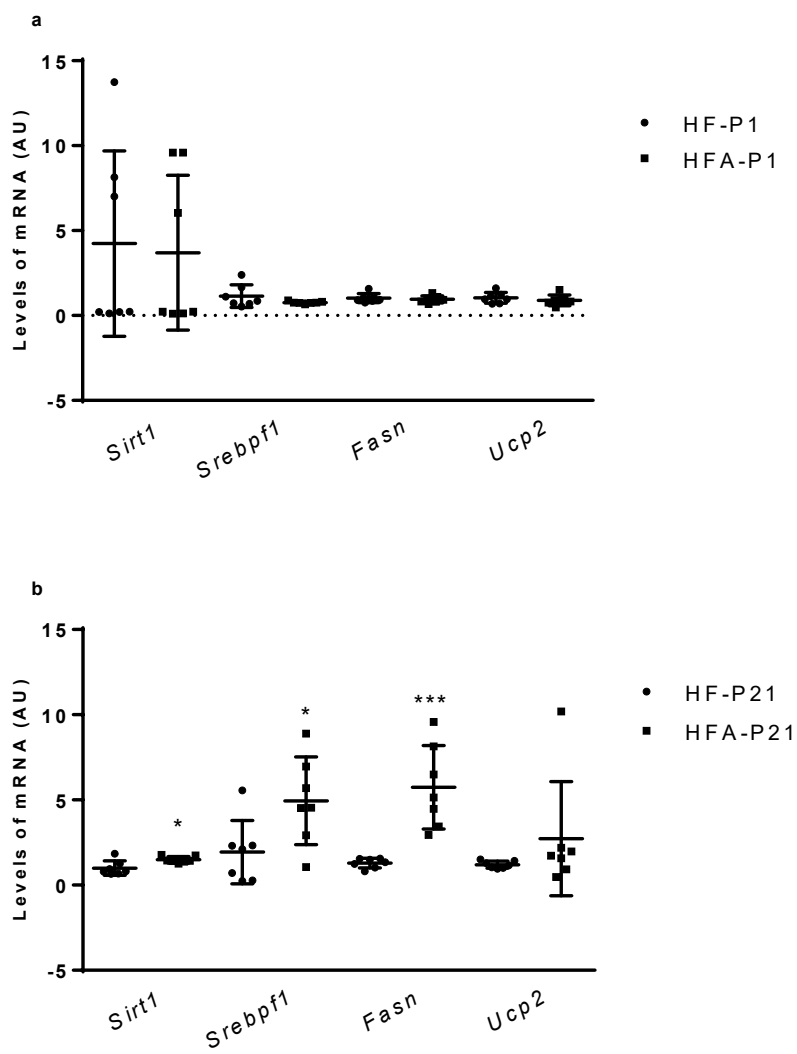 a
Levels of mRNA (AU)
15
10
5
0
-5
Sirt1
Srebpf1
Fasn
Ucp2
HF-P1
HFA-P1
b
Levels of mRNA (AU)
15
10
5
0
-5
*
*
***
Sirt1
Srebpf1
Fasn
Ucp2
HF-P21
HFA-P21